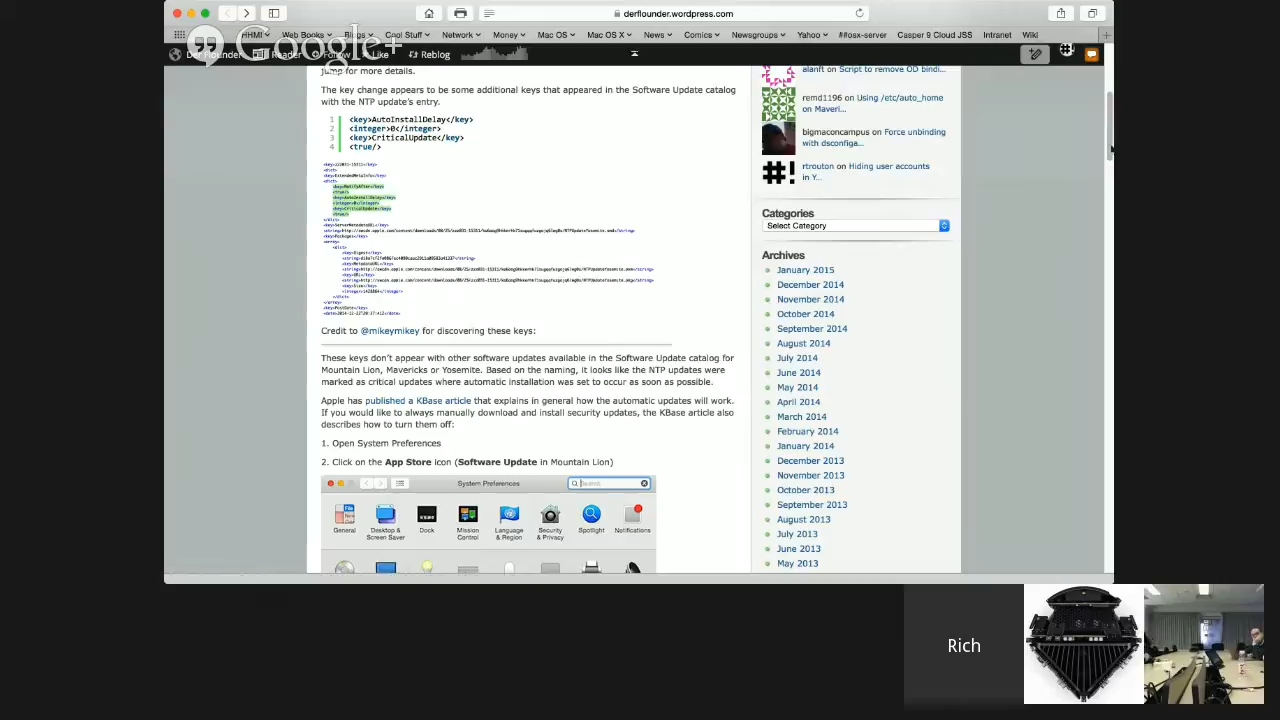 derflounder.wordpress.com
HHMI Web Books Blogs Cool Stuff Network Money Mac OS Mac OS X News Comics Newsgroups Yahoo ##osx-server Casper 9 Cloud JSS Intranet Wiki
Google+
Der Flounder Reader Follow Like Reblog
jump for more details.
The key change appears to be some additional keys that appeared in the Software Update catalog
with the NTP update's entry.
1 <key>AutoInstallDelay</key>
2 <integer>0</integer>
3 <key>CriticalUpdate</key>
4 <true/>
Credit to @mikeymikey for discovering these keys:
These keys don't appear with other software updates available in the Software Update catalog for
Mountain Lion, Mavericks or Yosemite. Based on the naming, it looks like the NTP updates were
marked as critical updates where automatic installation was set to occur as soon as possible.
Apple has published a KBase article that explains in general how the automatic updates will work.
If you would like to always manually download and install security updates, the KBase article also
describes how to turn them off:
1. Open System Preferences
2. Click on the App Store icon (Software Update in Mountain Lion)
System Preferences
Search
General
Desktop &
Screen Saver
Dock
Mission
Control
Language
& Region
Security
& Privacy
Spotlight
Notifications
alanft on Script to remove OD bindi...
remd1196 on Using /etc/auto_home
on Maverl...
bigmaconcampus on Force unbinding
with dsconfiga...
rtrouton on Hiding user accounts
in Y...
#!
Categories
Select Category
Archives
January 2015
December 2014
November 2014
October 2014
September 2014
August 2014
July 2014
June 2014
May 2014
April 2014
March 2014
February 2014
January 2014
December 2013
November 2013
October 2013
September 2013
August 2013
July 2013
June 2013
May 2013
Rich